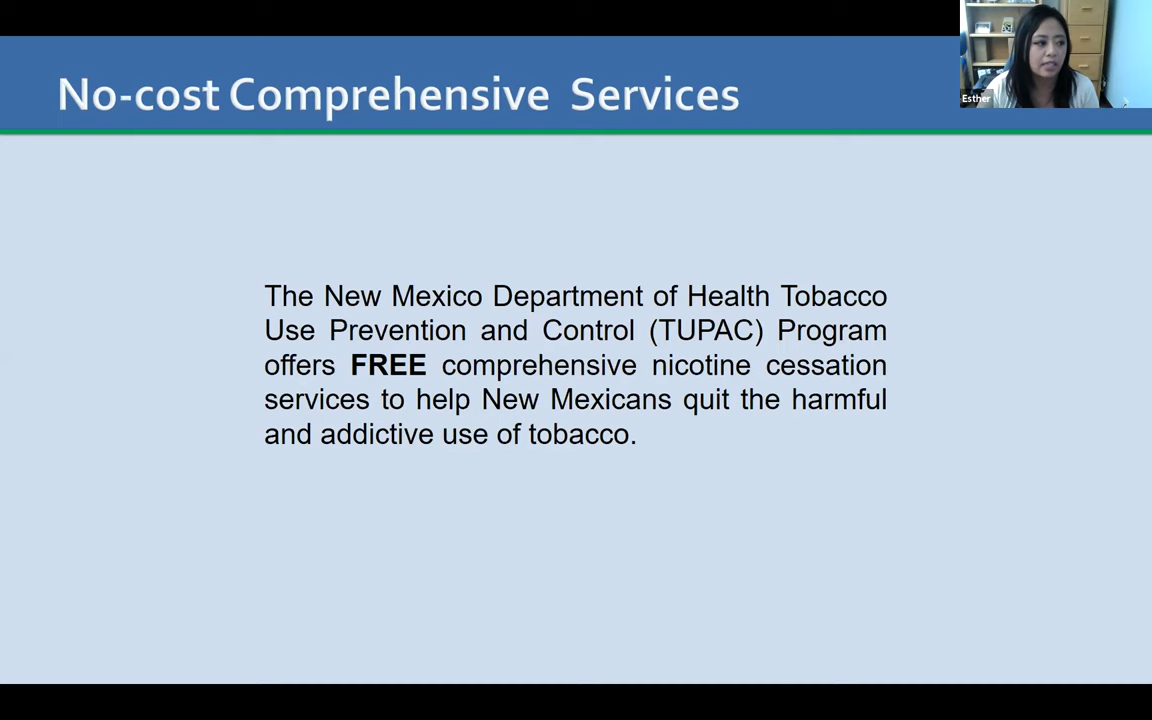 No-cost Comprehensive Services
Esther
The New Mexico Department of Health Tobacco
Use Prevention and Control (TUPAC) Program
offers FREE comprehensive nicotine cessation
services to help New Mexicans quit the harmful
and addictive use of tobacco.